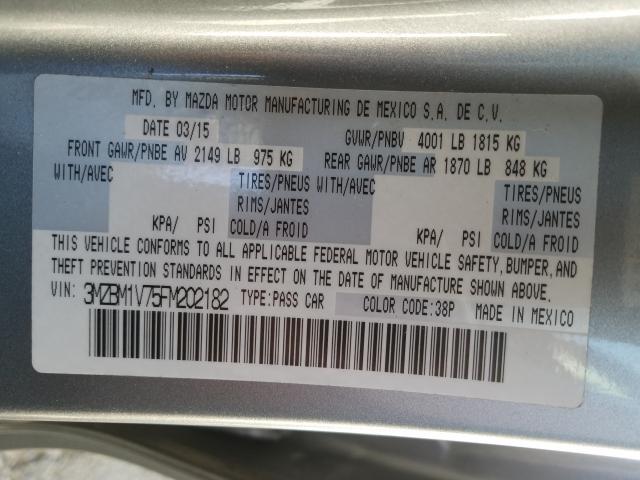 MFD. BY MAZDA MOTOR MANUFACTURING DE MEXICO S.A. DE C.V.
DATE 03/15 GVWR/PNBV 4001 LB 1815 KG
FRONT GAWR/PNBE AV 2149 LB 975 KG REAR GAWR/PNBE AR 1870 LB 848 KG
WITH/AVEC TIRES/PNEUS WITH/AVEC TIRES/PNEUS
RIMS/JANTES RIMS/JANTES
KPA/ PSI COLD/A FROID KPA/ PSI COLD/A FROID
THIS VEHICLE CONFORMS TO ALL APPLICABLE FEDERAL MOTOR VEHICLE SAFETY, BUMPER, AND
THEFT PREVENTION STANDARDS IN EFFECT ON THE DATE OF MANUFACTURE SHOWN ABOVE.
VIN: 3MZBM1V75FM202182 TYPE:PASS CAR COLOR CODE:38P MADE IN MEXICO